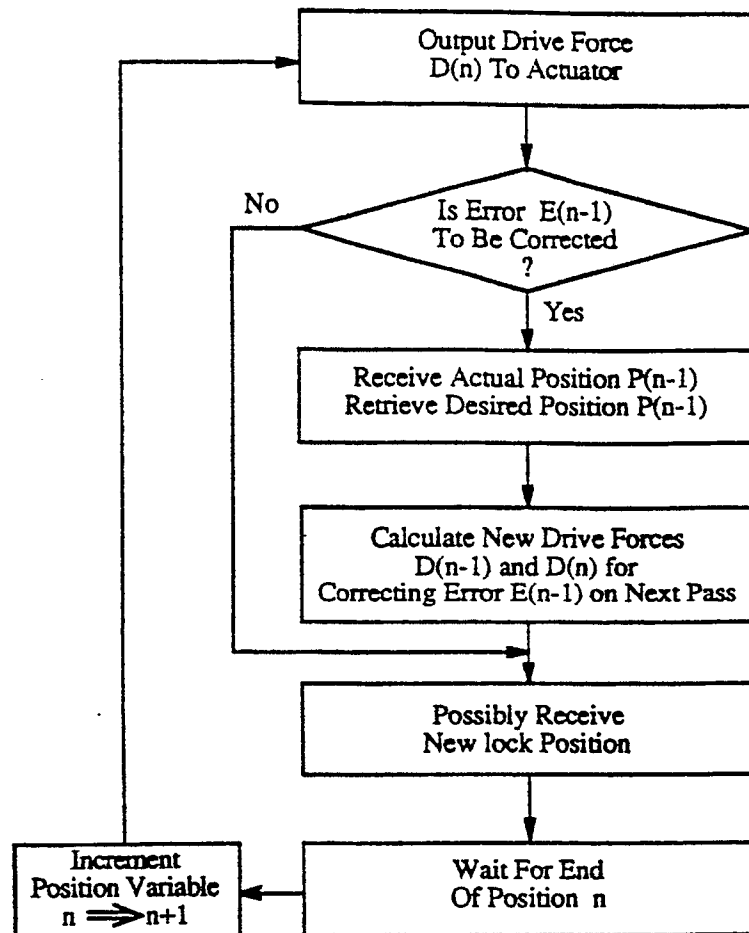 Output Drive Force
D(n) To Actuator
Is Error E(n-1)
To Be Corrected
?
No
Yes
Receive Actual Position P(n-1)
Retrieve Desired Position P(n-1)
Calculate New Drive Forces
D(n-1) and D(n) for
Correcting Error E(n-1) on Next Pass
Possibly Receive
New lock Position
Wait For End
Of Position n
Increment
Position Variable
n ⟹ n+1